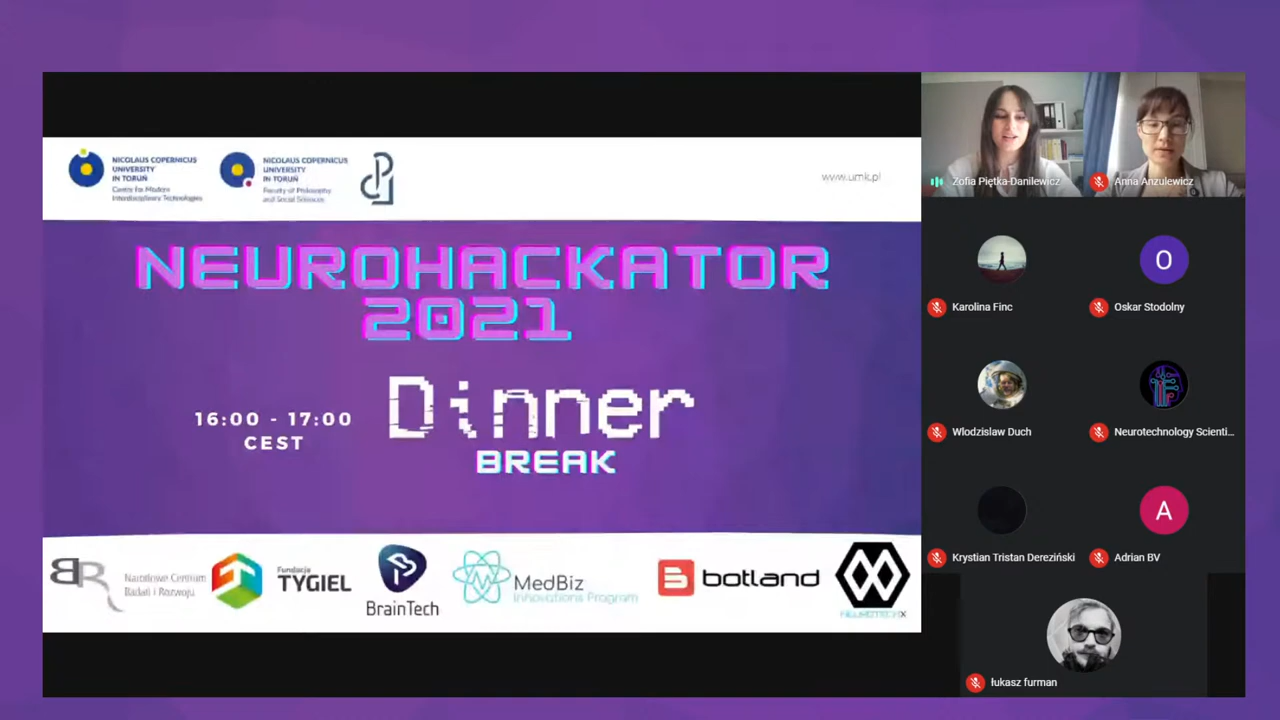 NICOLAUS COPERNICUS
UNIVERSITY
IN TORUŃ
Centre for Modern
Interdisciplinary Technologies
NICOLAUS COPERNICUS
UNIVERSITY
IN TORUŃ
Faculty of Philosophy
and Social Sciences
www.umk.pl
NEUROHACKATOR
2021
16:00 - 17:00
CEST
Dinner
BREAK
BR
Narodowe Centrum
Badań i Rozwoju
Fundacja
TYGIEL
BrainTech
MedBiz
Innovations Program
botland
NEUROTECHX
Zofia Piętka-Danilewicz
Anna Anzulewicz
Karolina Finc
O
Oskar Stodolny
Wlodzislaw Duch
Neurotechnology Scienti...
Krystian Tristan Dereziński
A
Adrian BV
łukasz furman